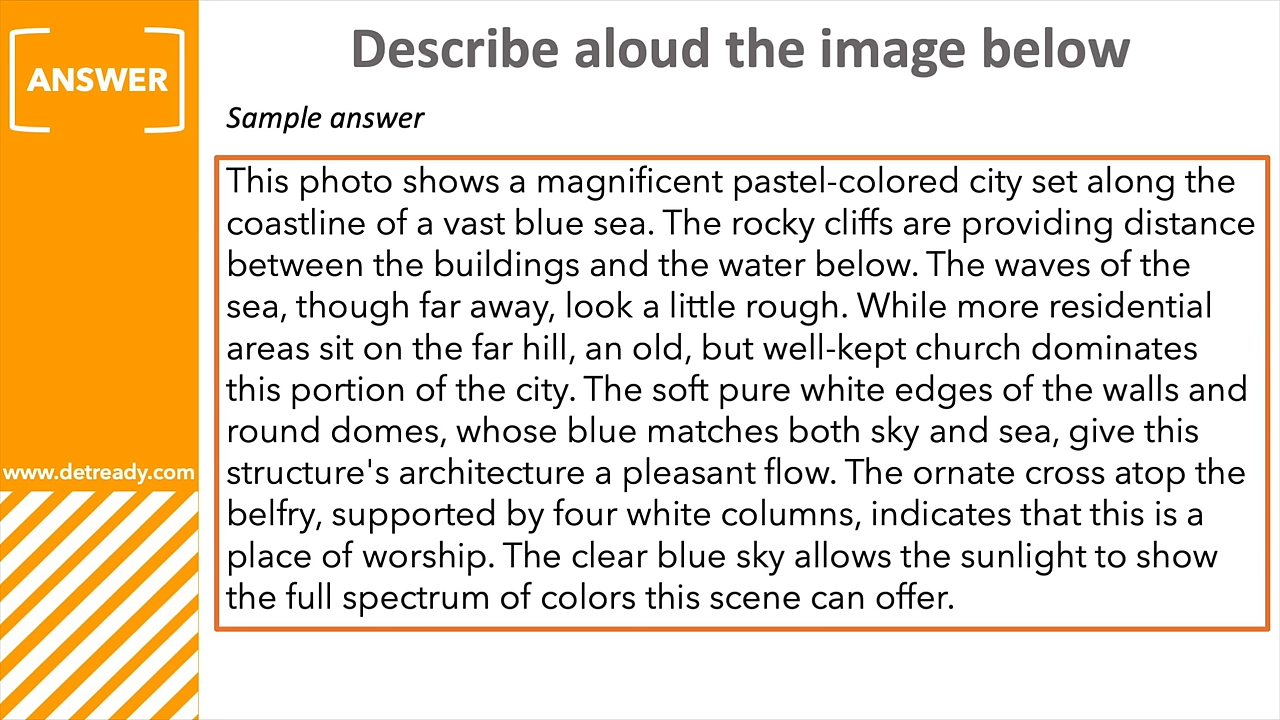 ANSWER
Describe aloud the image below
Sample answer
This photo shows a magnificent pastel-colored city set along the
coastline of a vast blue sea. The rocky cliffs are providing distance
between the buildings and the water below. The waves of the
sea, though far away, look a little rough. While more residential
areas sit on the far hill, an old, but well-kept church dominates
this portion of the city. The soft pure white edges of the walls and
round domes, whose blue matches both sky and sea, give this
structure's architecture a pleasant flow. The ornate cross atop the
belfry, supported by four white columns, indicates that this is a
place of worship. The clear blue sky allows the sunlight to show
the full spectrum of colors this scene can offer.
www.detready.com